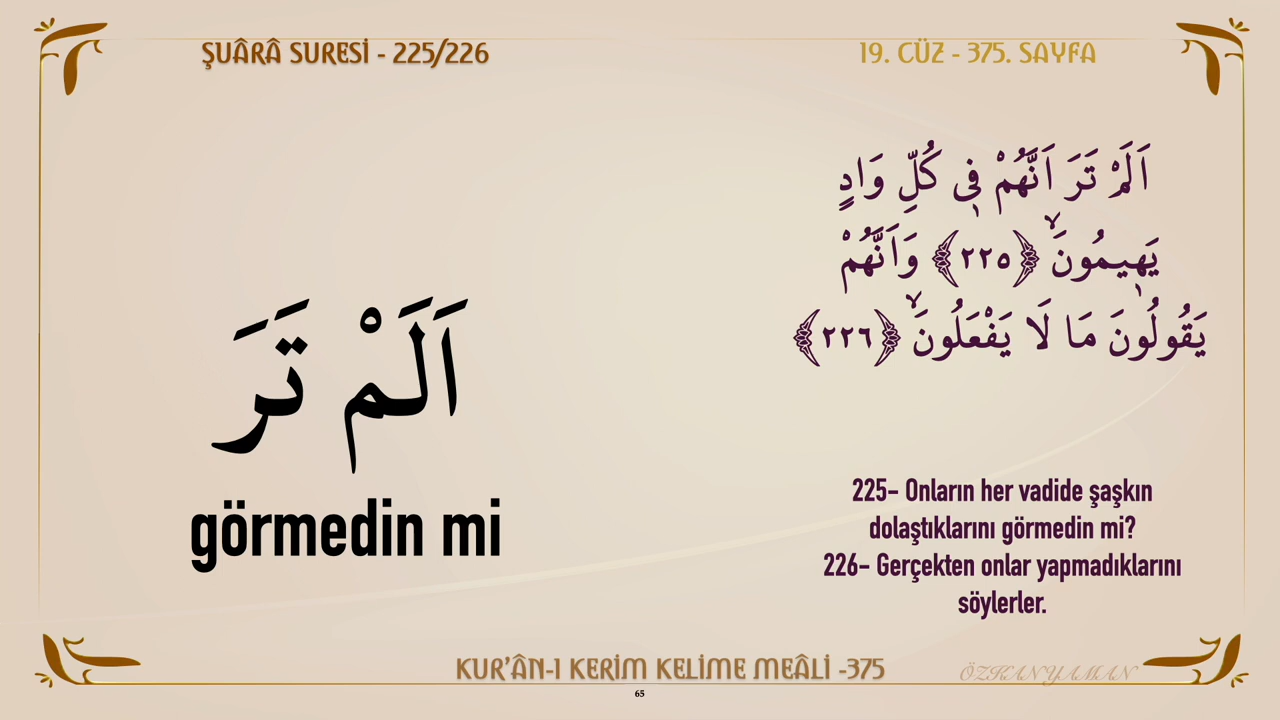 ŞUÂRÂ SURESİ - 225/226
19. CÜZ - 375. SAYFA
اَلَمْ تَرَ اَنَّهُمْ ف۪ي كُلِّ وَادٍ
يَه۪يمُونَۙ ﴿٢٢٥﴾ وَاَنَّهُمْ
يَقُولُونَ مَا لَا يَفْعَلُونَۙ ﴿٢٢٦﴾
اَلَمْ تَرَ
görmedin mi
225- Onların her vadide şaşkın
dolaştıklarını görmedin mi?
226- Gerçekten onlar yapmadıklarını
söylerler.
KUR'ÂN-I KERİM KELİME MEÂLİ -375
ÖZKAN YAMAN
65